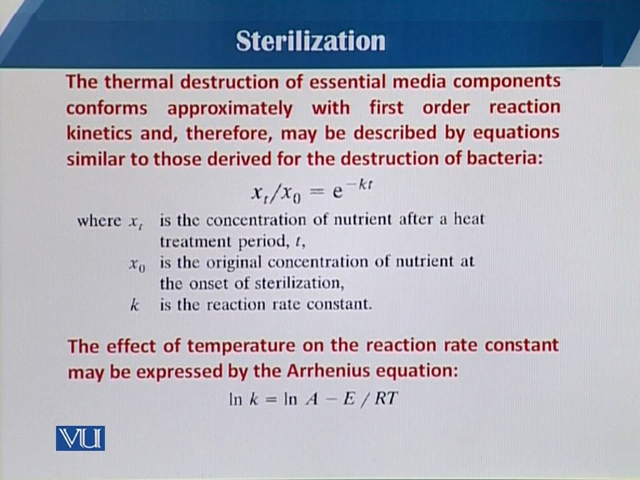 Sterilization
The thermal destruction of essential media components
conforms approximately with first order reaction
kinetics and, therefore, may be described by equations
similar to those derived for the destruction of bacteria:
xₜ/x₀ = e⁻ᵏᵗ
where xₜ is the concentration of nutrient after a heat
treatment period, t,
x₀ is the original concentration of nutrient at
the onset of sterilization,
k is the reaction rate constant.
The effect of temperature on the reaction rate constant
may be expressed by the Arrhenius equation:
ln k = ln A − E / RT
VU